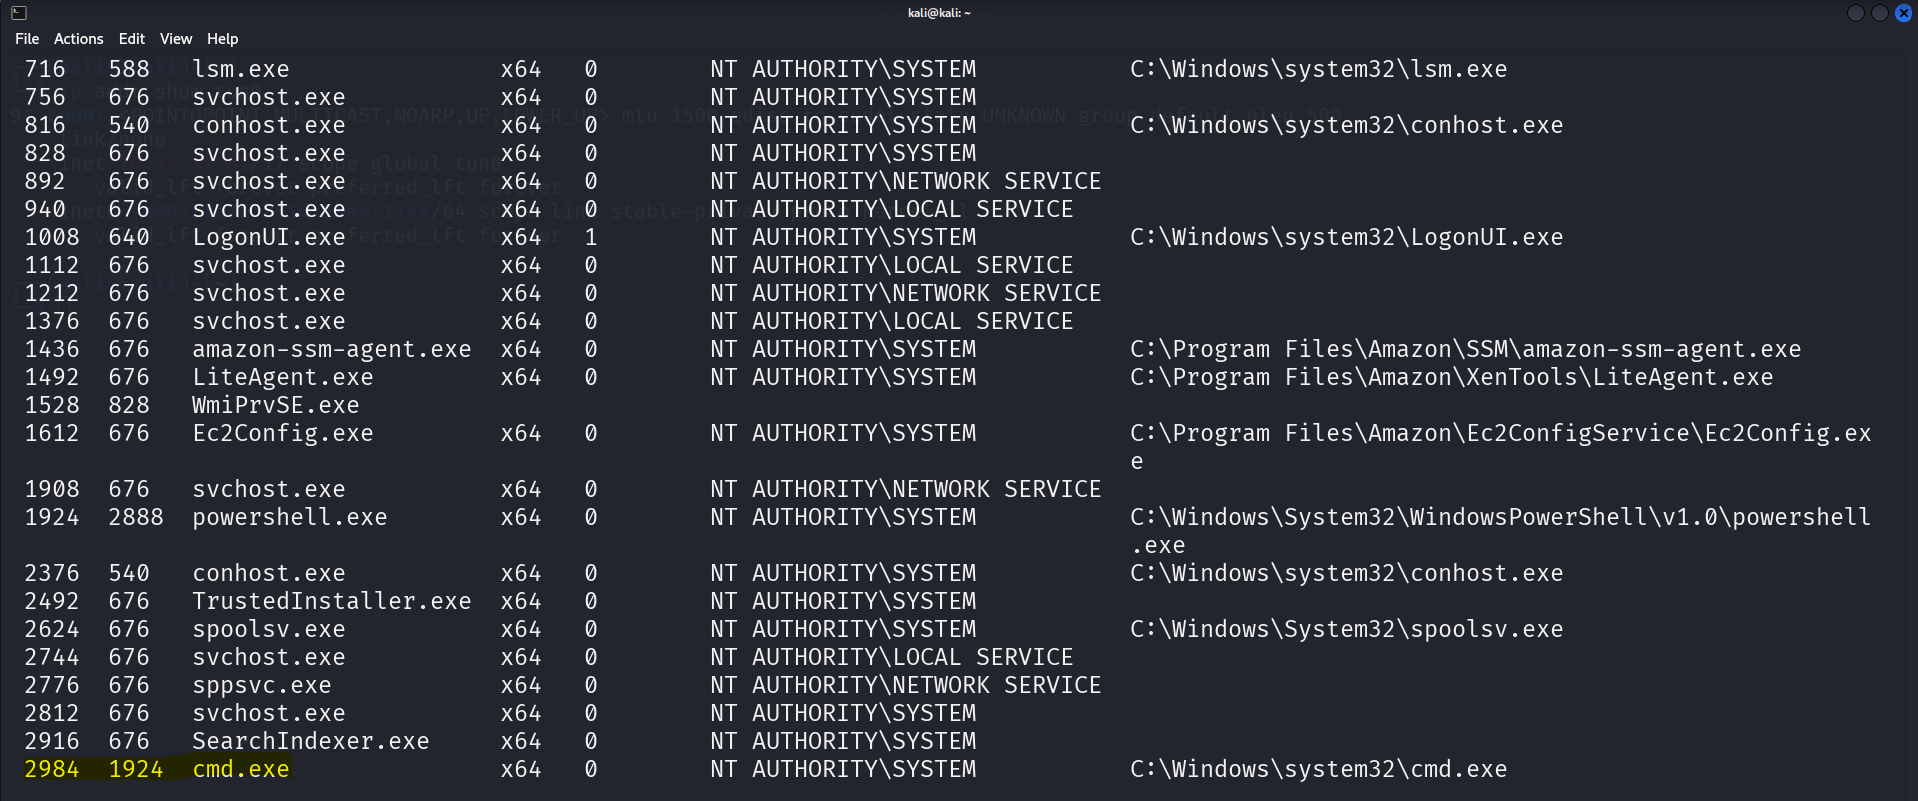 kali@kali: ~
File Actions Edit View Help
716 588 lsm.exe x64 0 NT AUTHORITY\SYSTEM C:\Windows\system32\lsm.exe
756 676 svchost.exe x64 0 NT AUTHORITY\SYSTEM
816 540 conhost.exe x64 0 NT AUTHORITY\SYSTEM C:\Windows\system32\conhost.exe
828 676 svchost.exe x64 0 NT AUTHORITY\SYSTEM
892 676 svchost.exe x64 0 NT AUTHORITY\NETWORK SERVICE
940 676 svchost.exe x64 0 NT AUTHORITY\LOCAL SERVICE
1008 640 LogonUI.exe x64 1 NT AUTHORITY\SYSTEM C:\Windows\system32\LogonUI.exe
1112 676 svchost.exe x64 0 NT AUTHORITY\LOCAL SERVICE
1212 676 svchost.exe x64 0 NT AUTHORITY\NETWORK SERVICE
1376 676 svchost.exe x64 0 NT AUTHORITY\LOCAL SERVICE
1436 676 amazon-ssm-agent.exe x64 0 NT AUTHORITY\SYSTEM C:\Program Files\Amazon\SSM\amazon-ssm-agent.exe
1492 676 LiteAgent.exe x64 0 NT AUTHORITY\SYSTEM C:\Program Files\Amazon\XenTools\LiteAgent.exe
1528 828 WmiPrvSE.exe
1612 676 Ec2Config.exe x64 0 NT AUTHORITY\SYSTEM C:\Program Files\Amazon\Ec2ConfigService\Ec2Config.ex
e
1908 676 svchost.exe x64 0 NT AUTHORITY\NETWORK SERVICE
1924 2888 powershell.exe x64 0 NT AUTHORITY\SYSTEM C:\Windows\System32\WindowsPowerShell\v1.0\powershell
.exe
2376 540 conhost.exe x64 0 NT AUTHORITY\SYSTEM C:\Windows\system32\conhost.exe
2492 676 TrustedInstaller.exe x64 0 NT AUTHORITY\SYSTEM
2624 676 spoolsv.exe x64 0 NT AUTHORITY\SYSTEM C:\Windows\System32\spoolsv.exe
2744 676 svchost.exe x64 0 NT AUTHORITY\LOCAL SERVICE
2776 676 sppsvc.exe x64 0 NT AUTHORITY\NETWORK SERVICE
2812 676 svchost.exe x64 0 NT AUTHORITY\SYSTEM
2916 676 SearchIndexer.exe x64 0 NT AUTHORITY\SYSTEM
2984 1924 cmd.exe x64 0 NT AUTHORITY\SYSTEM C:\Windows\system32\cmd.exe